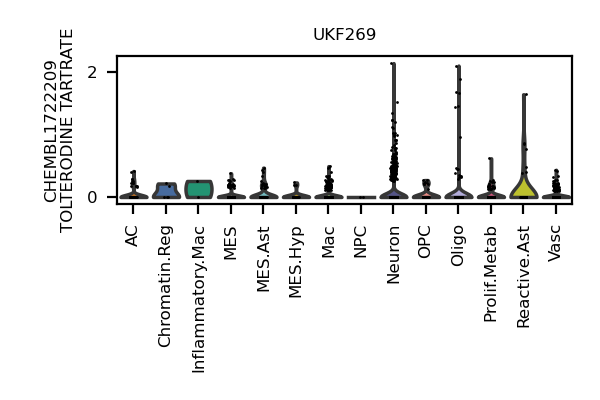 UKF269
CHEMBL1722209
TOLTERODINE TARTRATE
2
0
AC
Chromatin.Reg
Inflammatory.Mac
MES
MES.Ast
MES.Hyp
Mac
NPC
Neuron
OPC
Oligo
Prolif.Metab
Reactive.Ast
Vasc